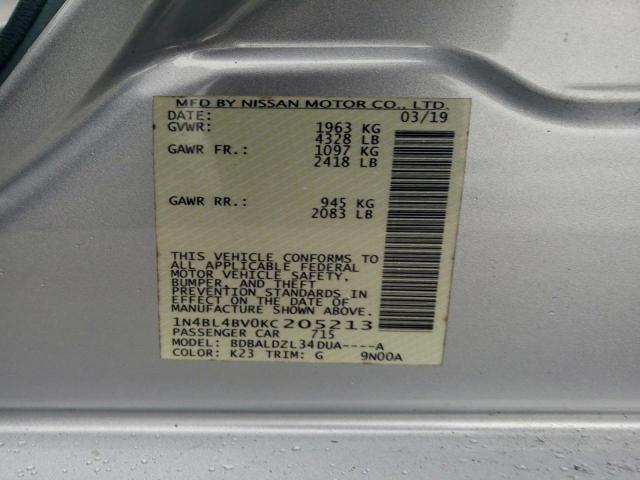 MFD BY NISSAN MOTOR CO., LTD.
DATE: 03/19
GVWR: 1963 KG
4328 LB
GAWR FR.: 1097 KG
2418 LB
GAWR RR.: 945 KG
2083 LB
THIS VEHICLE CONFORMS TO
ALL APPLICABLE FEDERAL
MOTOR VEHICLE SAFETY,
BUMPER, AND THEFT
PREVENTION STANDARDS IN
EFFECT ON THE DATE OF
MANUFACTURE SHOWN ABOVE.
1N4BL4BV0KC205213
PASSENGER CAR 715
MODEL: BDBALDZL34DUA----A
COLOR: K23 TRIM: G 9N00A